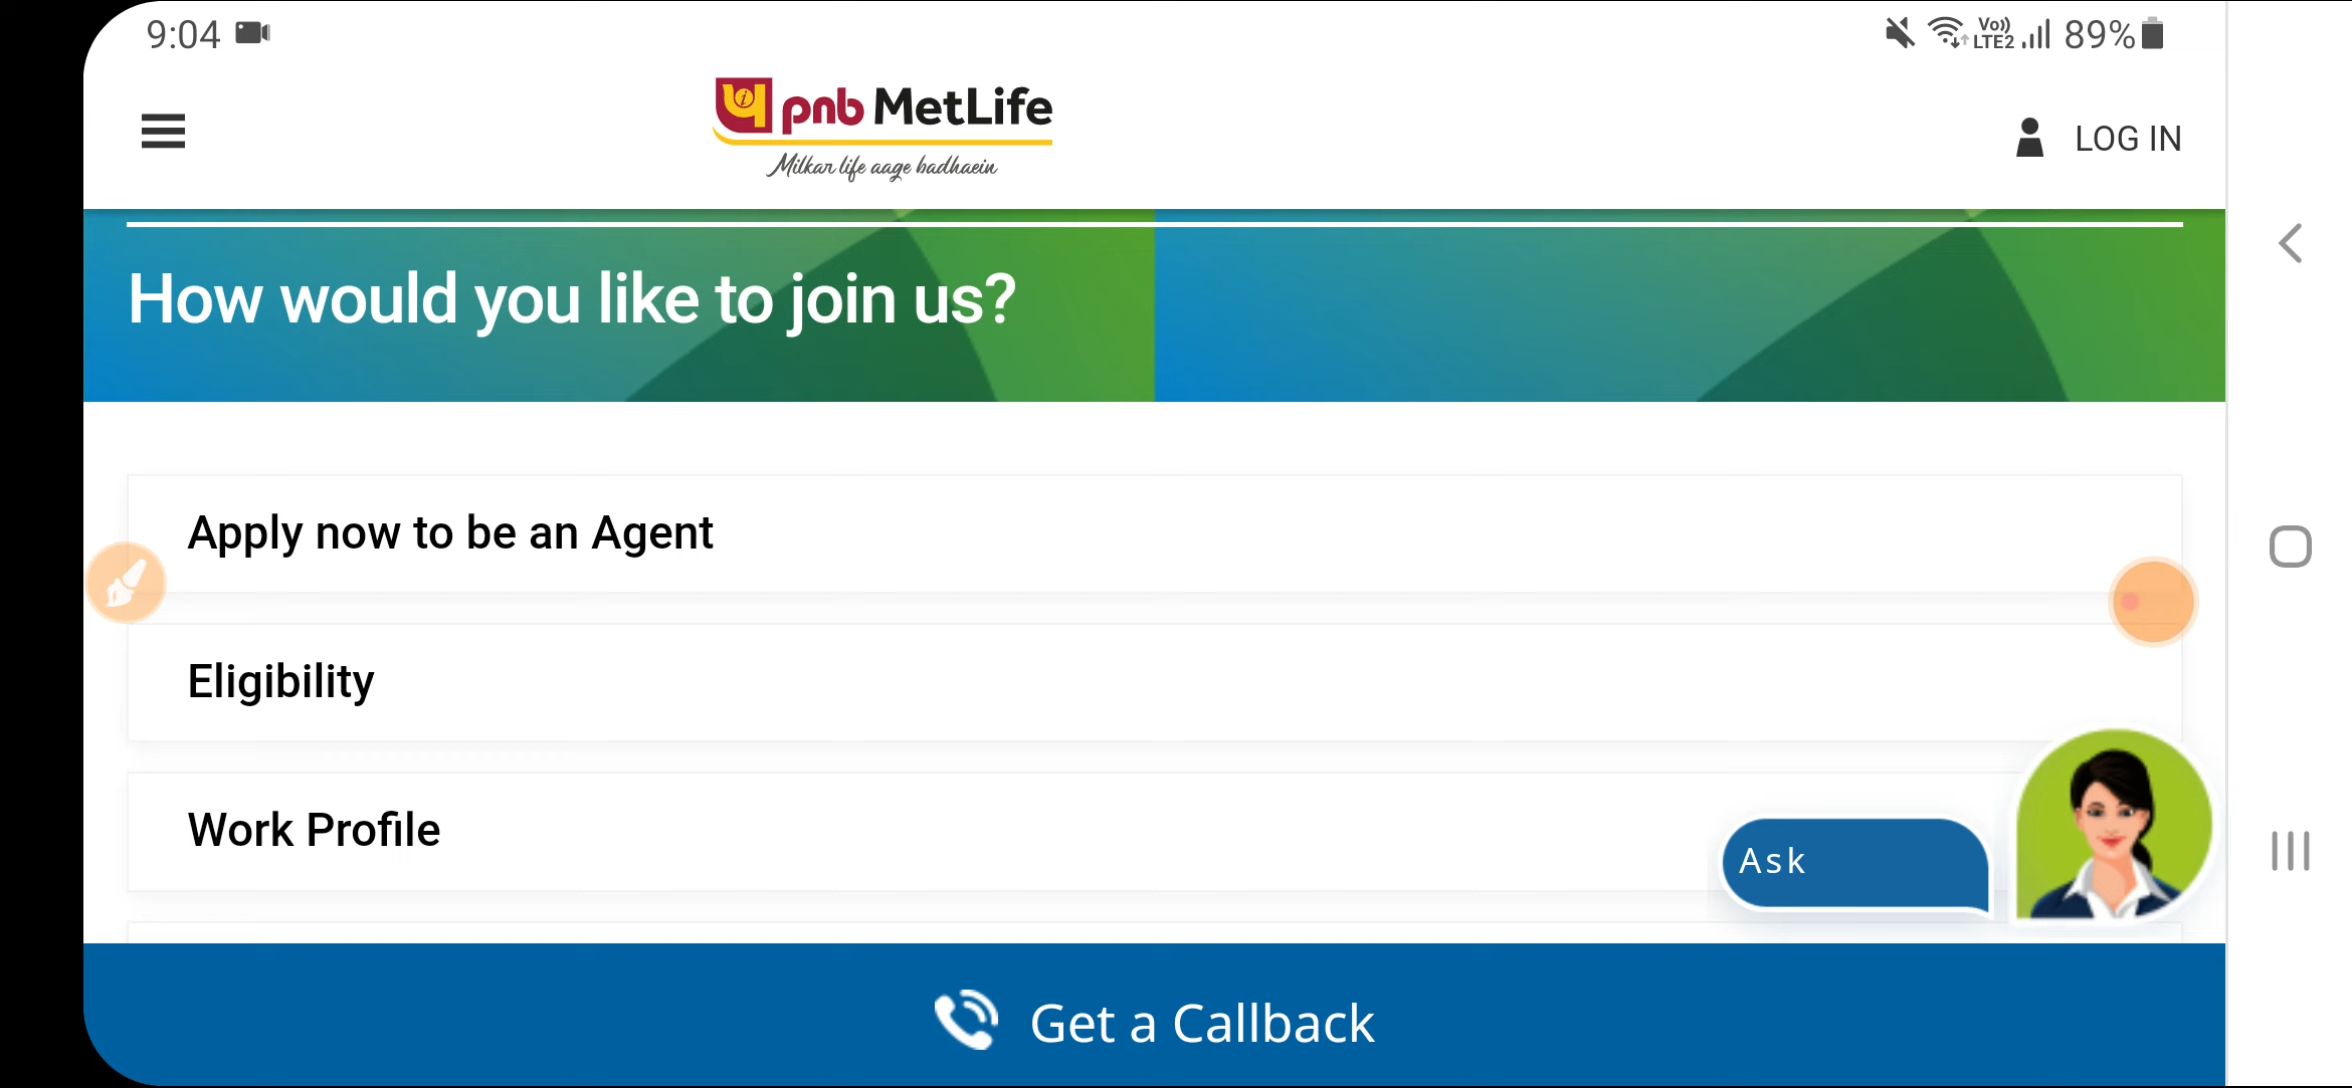 9:04
Vo)) LTE2 89%
pnb MetLife
Milkar life aage badhaein
LOG IN
How would you like to join us?
Apply now to be an Agent
Eligibility
Work Profile
Ask
Get a Callback